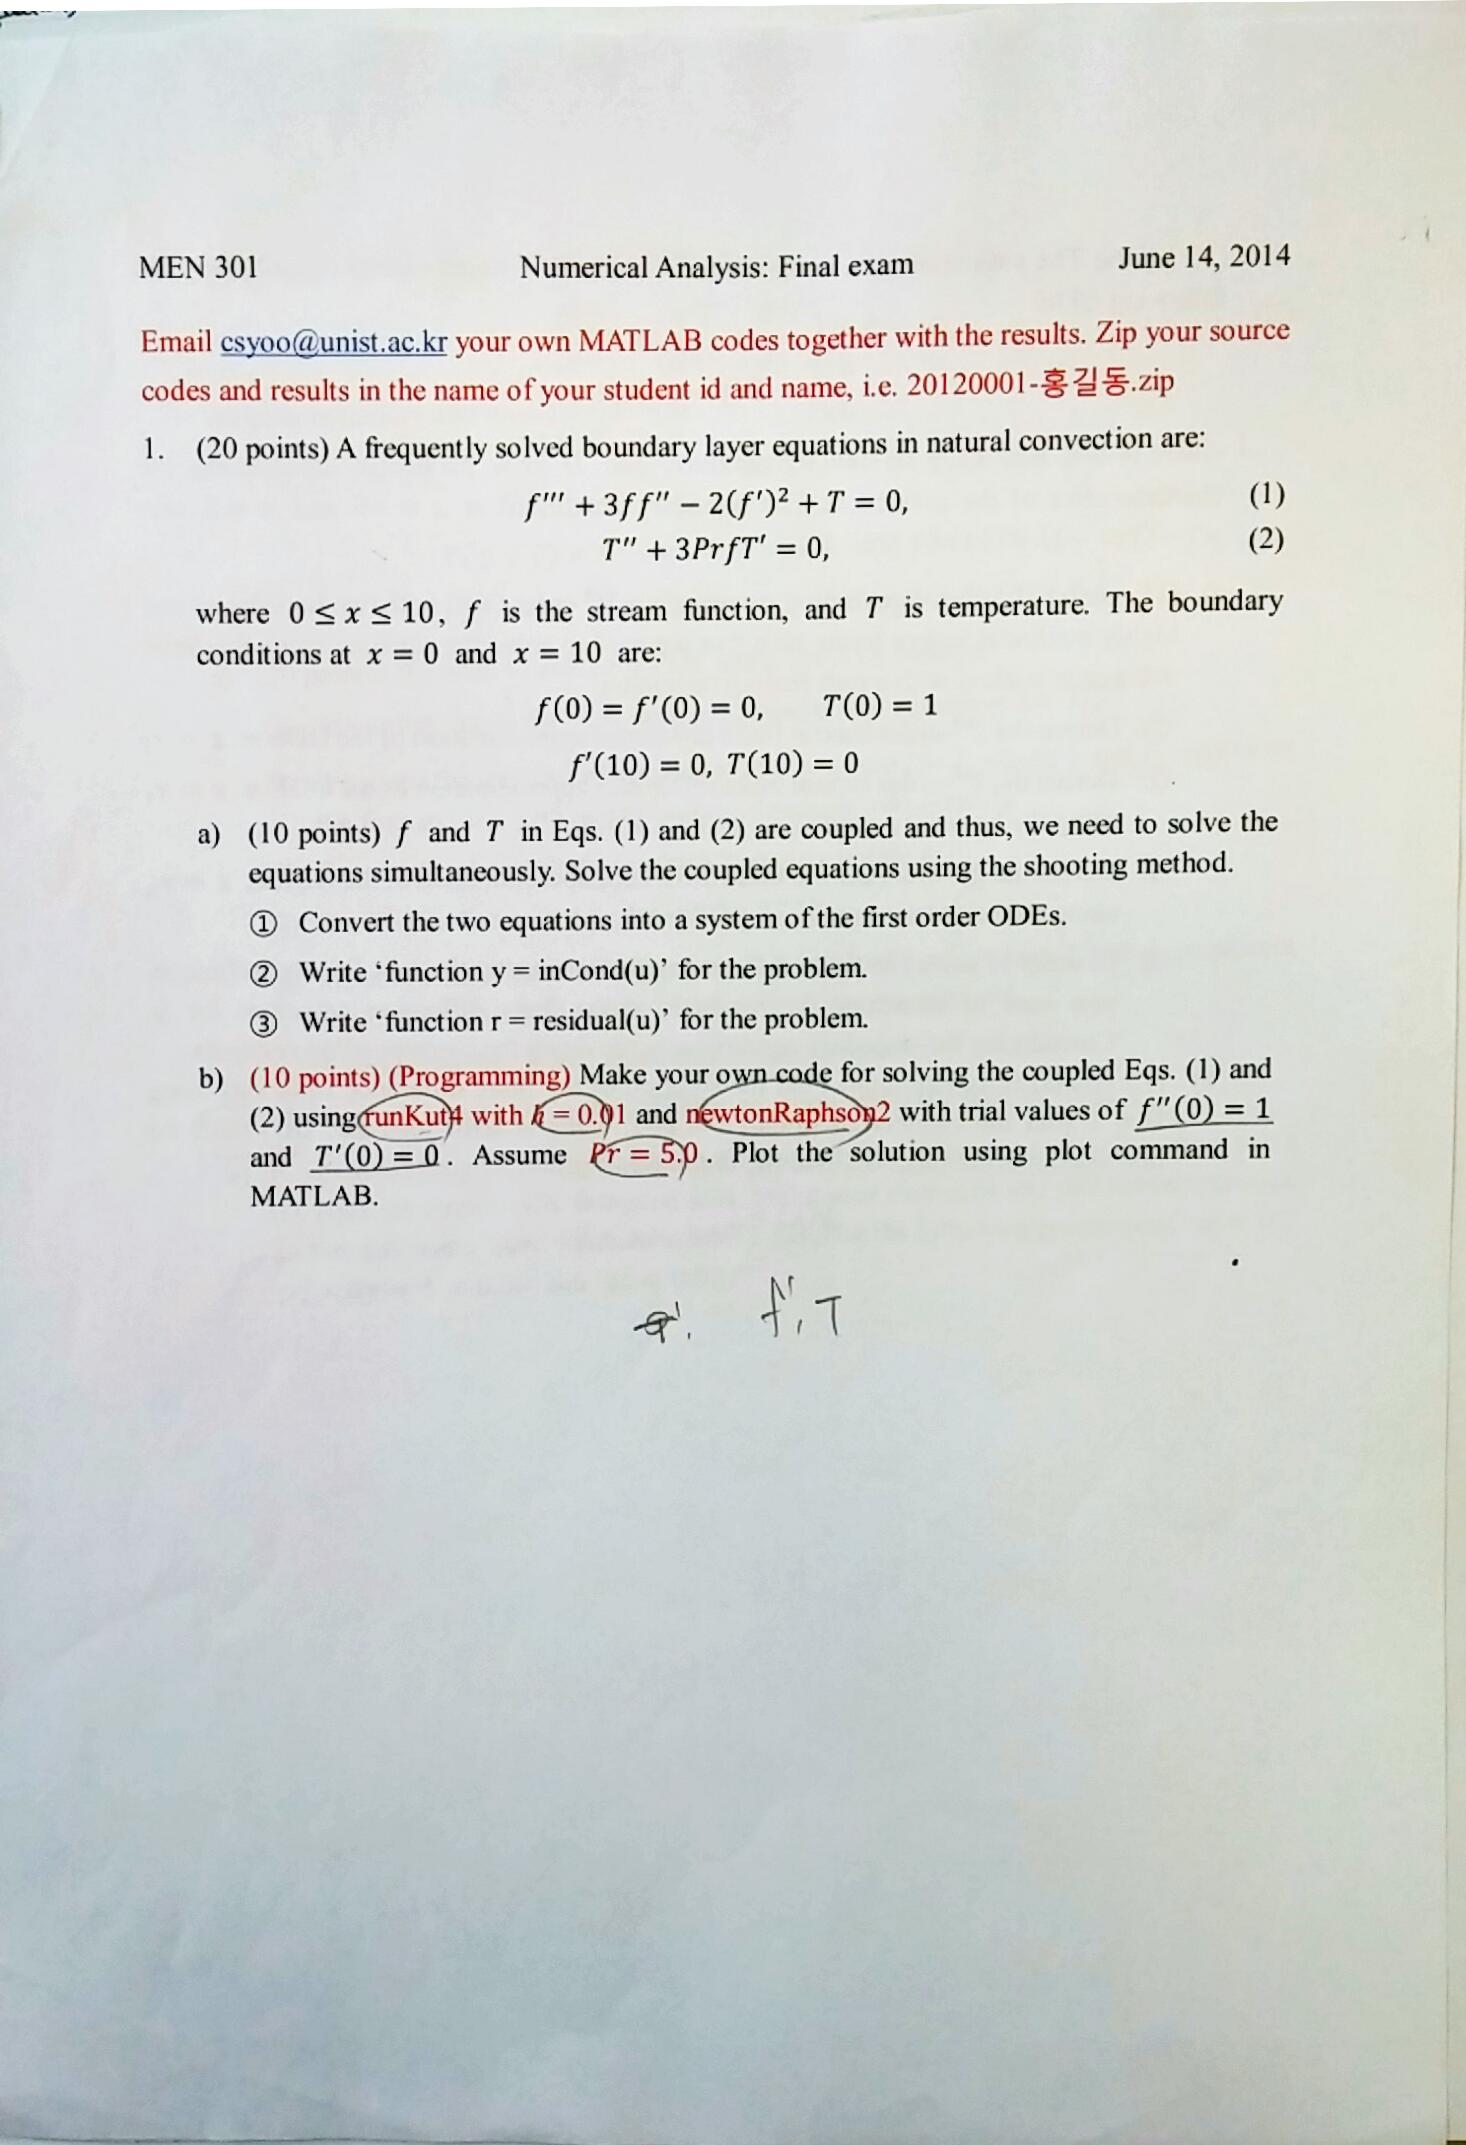 MEN 301 Numerical Analysis: Final exam June 14, 2014
Email csyoo@unist.ac.kr your own MATLAB codes together with the results. Zip your source
codes and results in the name of your student id and name, i.e. 20120001-홍길동.zip
1. (20 points) A frequently solved boundary layer equations in natural convection are:
f''' + 3ff'' − 2(f')² + T = 0, (1)
T'' + 3PrfT' = 0, (2)
where 0 ≤ x ≤ 10, f is the stream function, and T is temperature. The boundary
conditions at x = 0 and x = 10 are:
f(0) = f'(0) = 0, T(0) = 1
f'(10) = 0, T(10) = 0
a) (10 points) f and T in Eqs. (1) and (2) are coupled and thus, we need to solve the
equations simultaneously. Solve the coupled equations using the shooting method.
① Convert the two equations into a system of the first order ODEs.
② Write ‘function y = inCond(u)’ for the problem.
③ Write ‘function r = residual(u)’ for the problem.
b) (10 points) (Programming) Make your own code for solving the coupled Eqs. (1) and
(2) using runKut4 with h = 0.01 and newtonRaphson2 with trial values of f''(0) = 1
and T'(0) = 0. Assume Pr = 5.0. Plot the solution using plot command in
MATLAB.
f', T